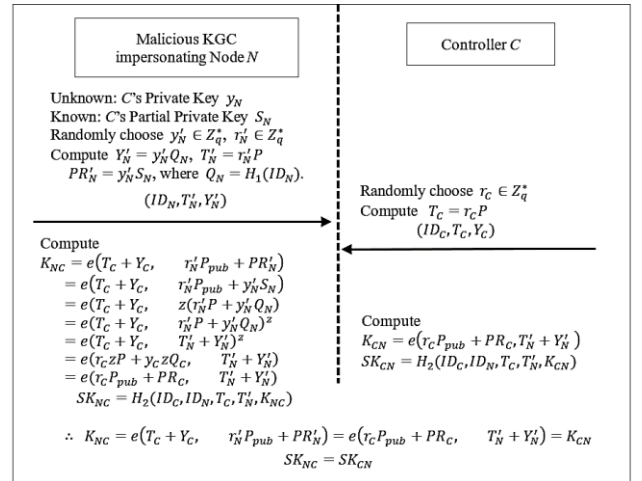 Malicious KGC
impersonating Node N
Controller C
Unknown: C's Private Key y_N
Known: C's Partial Private Key S_N
Randomly choose y'_N ∈ Z*_q, r'_N ∈ Z*_q
Compute Y'_N = y'_N Q_N, T'_N = r'_N P
PR'_N = y'_N S_N, where Q_N = H_1(ID_N).
(ID_N, T'_N, Y'_N)
Randomly choose r_C ∈ Z*_q
Compute T_C = r_C P
(ID_C, T_C, Y_C)
Compute
K_NC = e(T_C + Y_C, r'_N P_pub + PR'_N)
= e(T_C + Y_C, r'_N P_pub + y'_N S_N)
= e(T_C + Y_C, z(r'_N P + y'_N Q_N)
= e(T_C + Y_C, r'_N P + y'_N Q_N)^z
= e(T_C + Y_C, T'_N + Y'_N)^z
= e(r_C zP + y_C zQ_C, T'_N + Y'_N)
= e(r_C P_pub + PR_C, T'_N + Y'_N)
SK_NC = H_2(ID_C, ID_N, T_C, T'_N, K_NC)
Compute
K_CN = e(r_C P_pub + PR_C, T'_N + Y'_N)
SK_CN = H_2(ID_C, ID_N, T_C, T'_N, K_CN)
∴ K_NC = e(T_C + Y_C, r'_N P_pub + PR'_N) = e(r_C P_pub + PR_C, T'_N + Y'_N) = K_CN
SK_NC = SK_CN